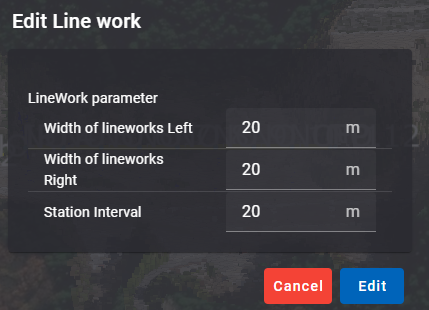 Edit Line work
LineWork parameter
Width of lineworks Left 20 m
Width of lineworks
Right 20 m
Station Interval 20 m
Cancel Edit